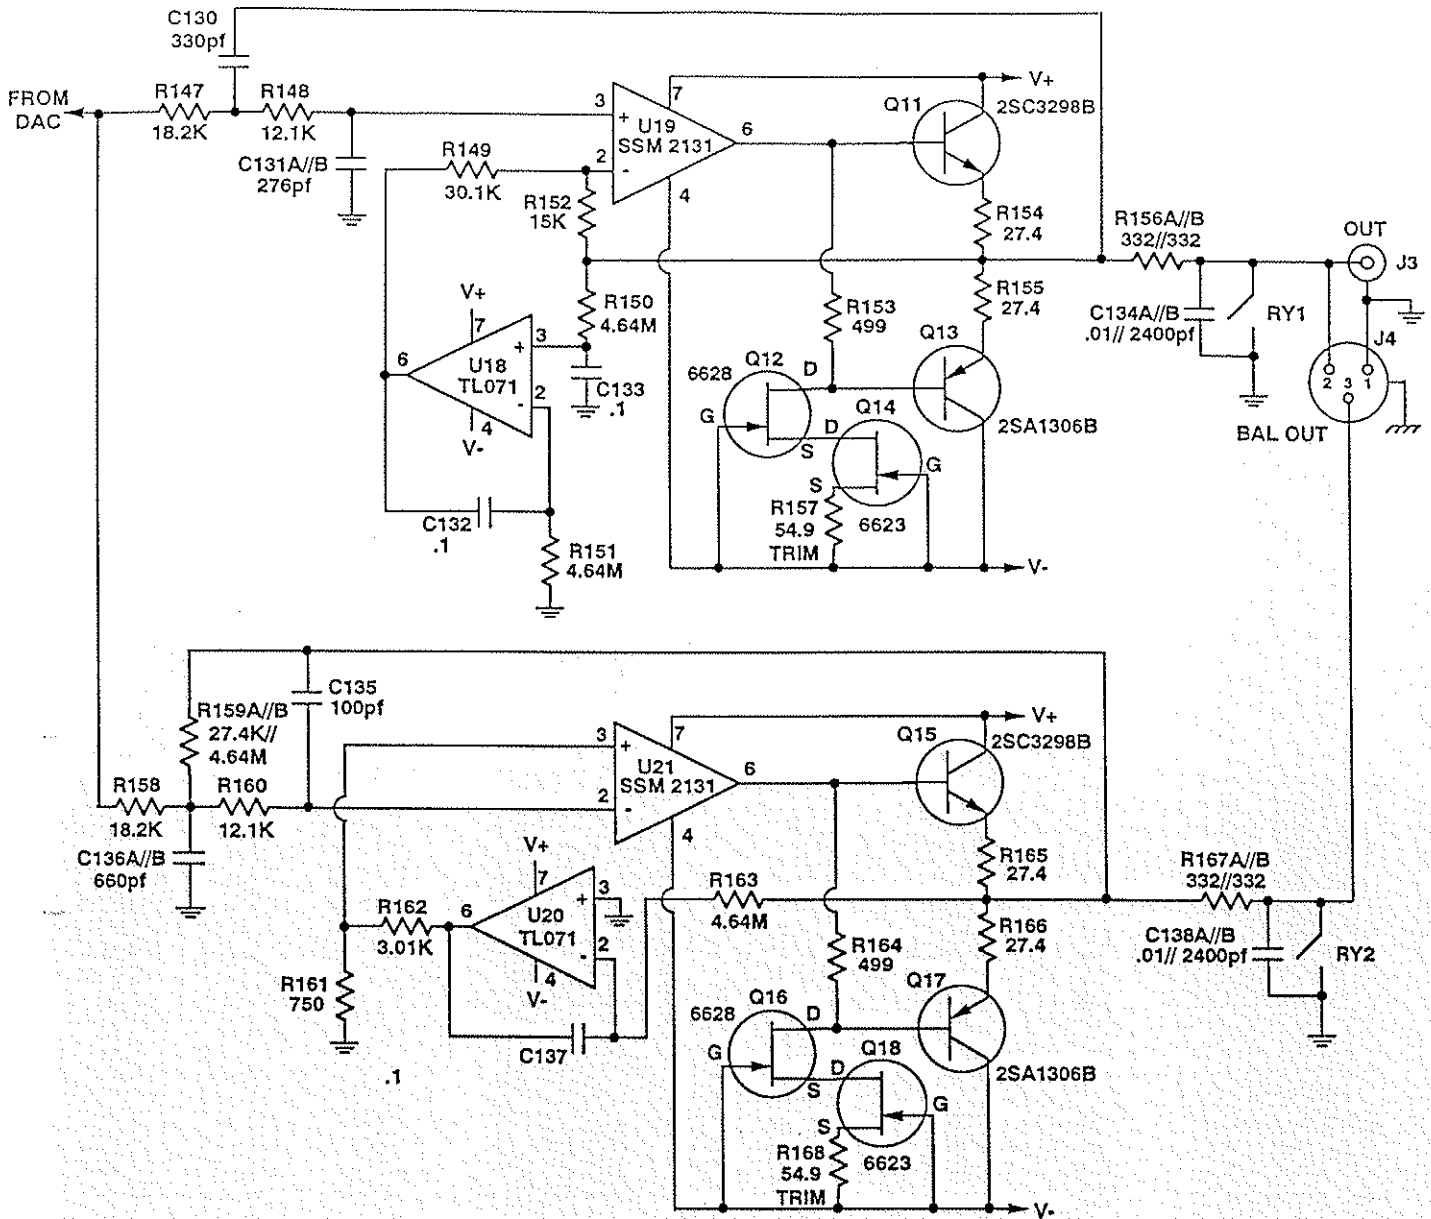 C130
330pf
FROM
DAC
R147
18.2K
R148
12.1K
C131A//B
276pf
R149
30.1K
R152
15K
3
+
U19
SSM 2131
2
-
7
6
4
Q11
V+
2SC3298B
R154
27.4
R155
27.4
R156A//B
332//332
OUT
J3
C134A//B
.01// 2400pf
RY1
J4
2
3
1
BAL OUT
V+
7
R150
4.64M
6
U18
TL071
3
+
2
-
4
V-
C133
.1
C132
.1
R151
4.64M
R153
499
Q12
6628
D
G
S
Q13
Q14
D
G
S
2SA1306B
R157
54.9
TRIM
6623
V-
C135
100pf
R159A//B
27.4K//
4.64M
R158
18.2K
R160
12.1K
C136A//B
660pf
3
+
U21
SSM 2131
2
-
7
6
4
Q15
V+
2SC3298B
R165
27.4
R166
27.4
R167A//B
332//332
C138A//B
.01// 2400pf
RY2
V+
7
R163
4.64M
R162
3.01K
6
U20
TL071
3
+
2
-
4
V-
R161
750
C137
.1
R164
499
Q16
6628
D
G
S
Q17
Q18
D
G
S
2SA1306B
R168
54.9
TRIM
6623
V-